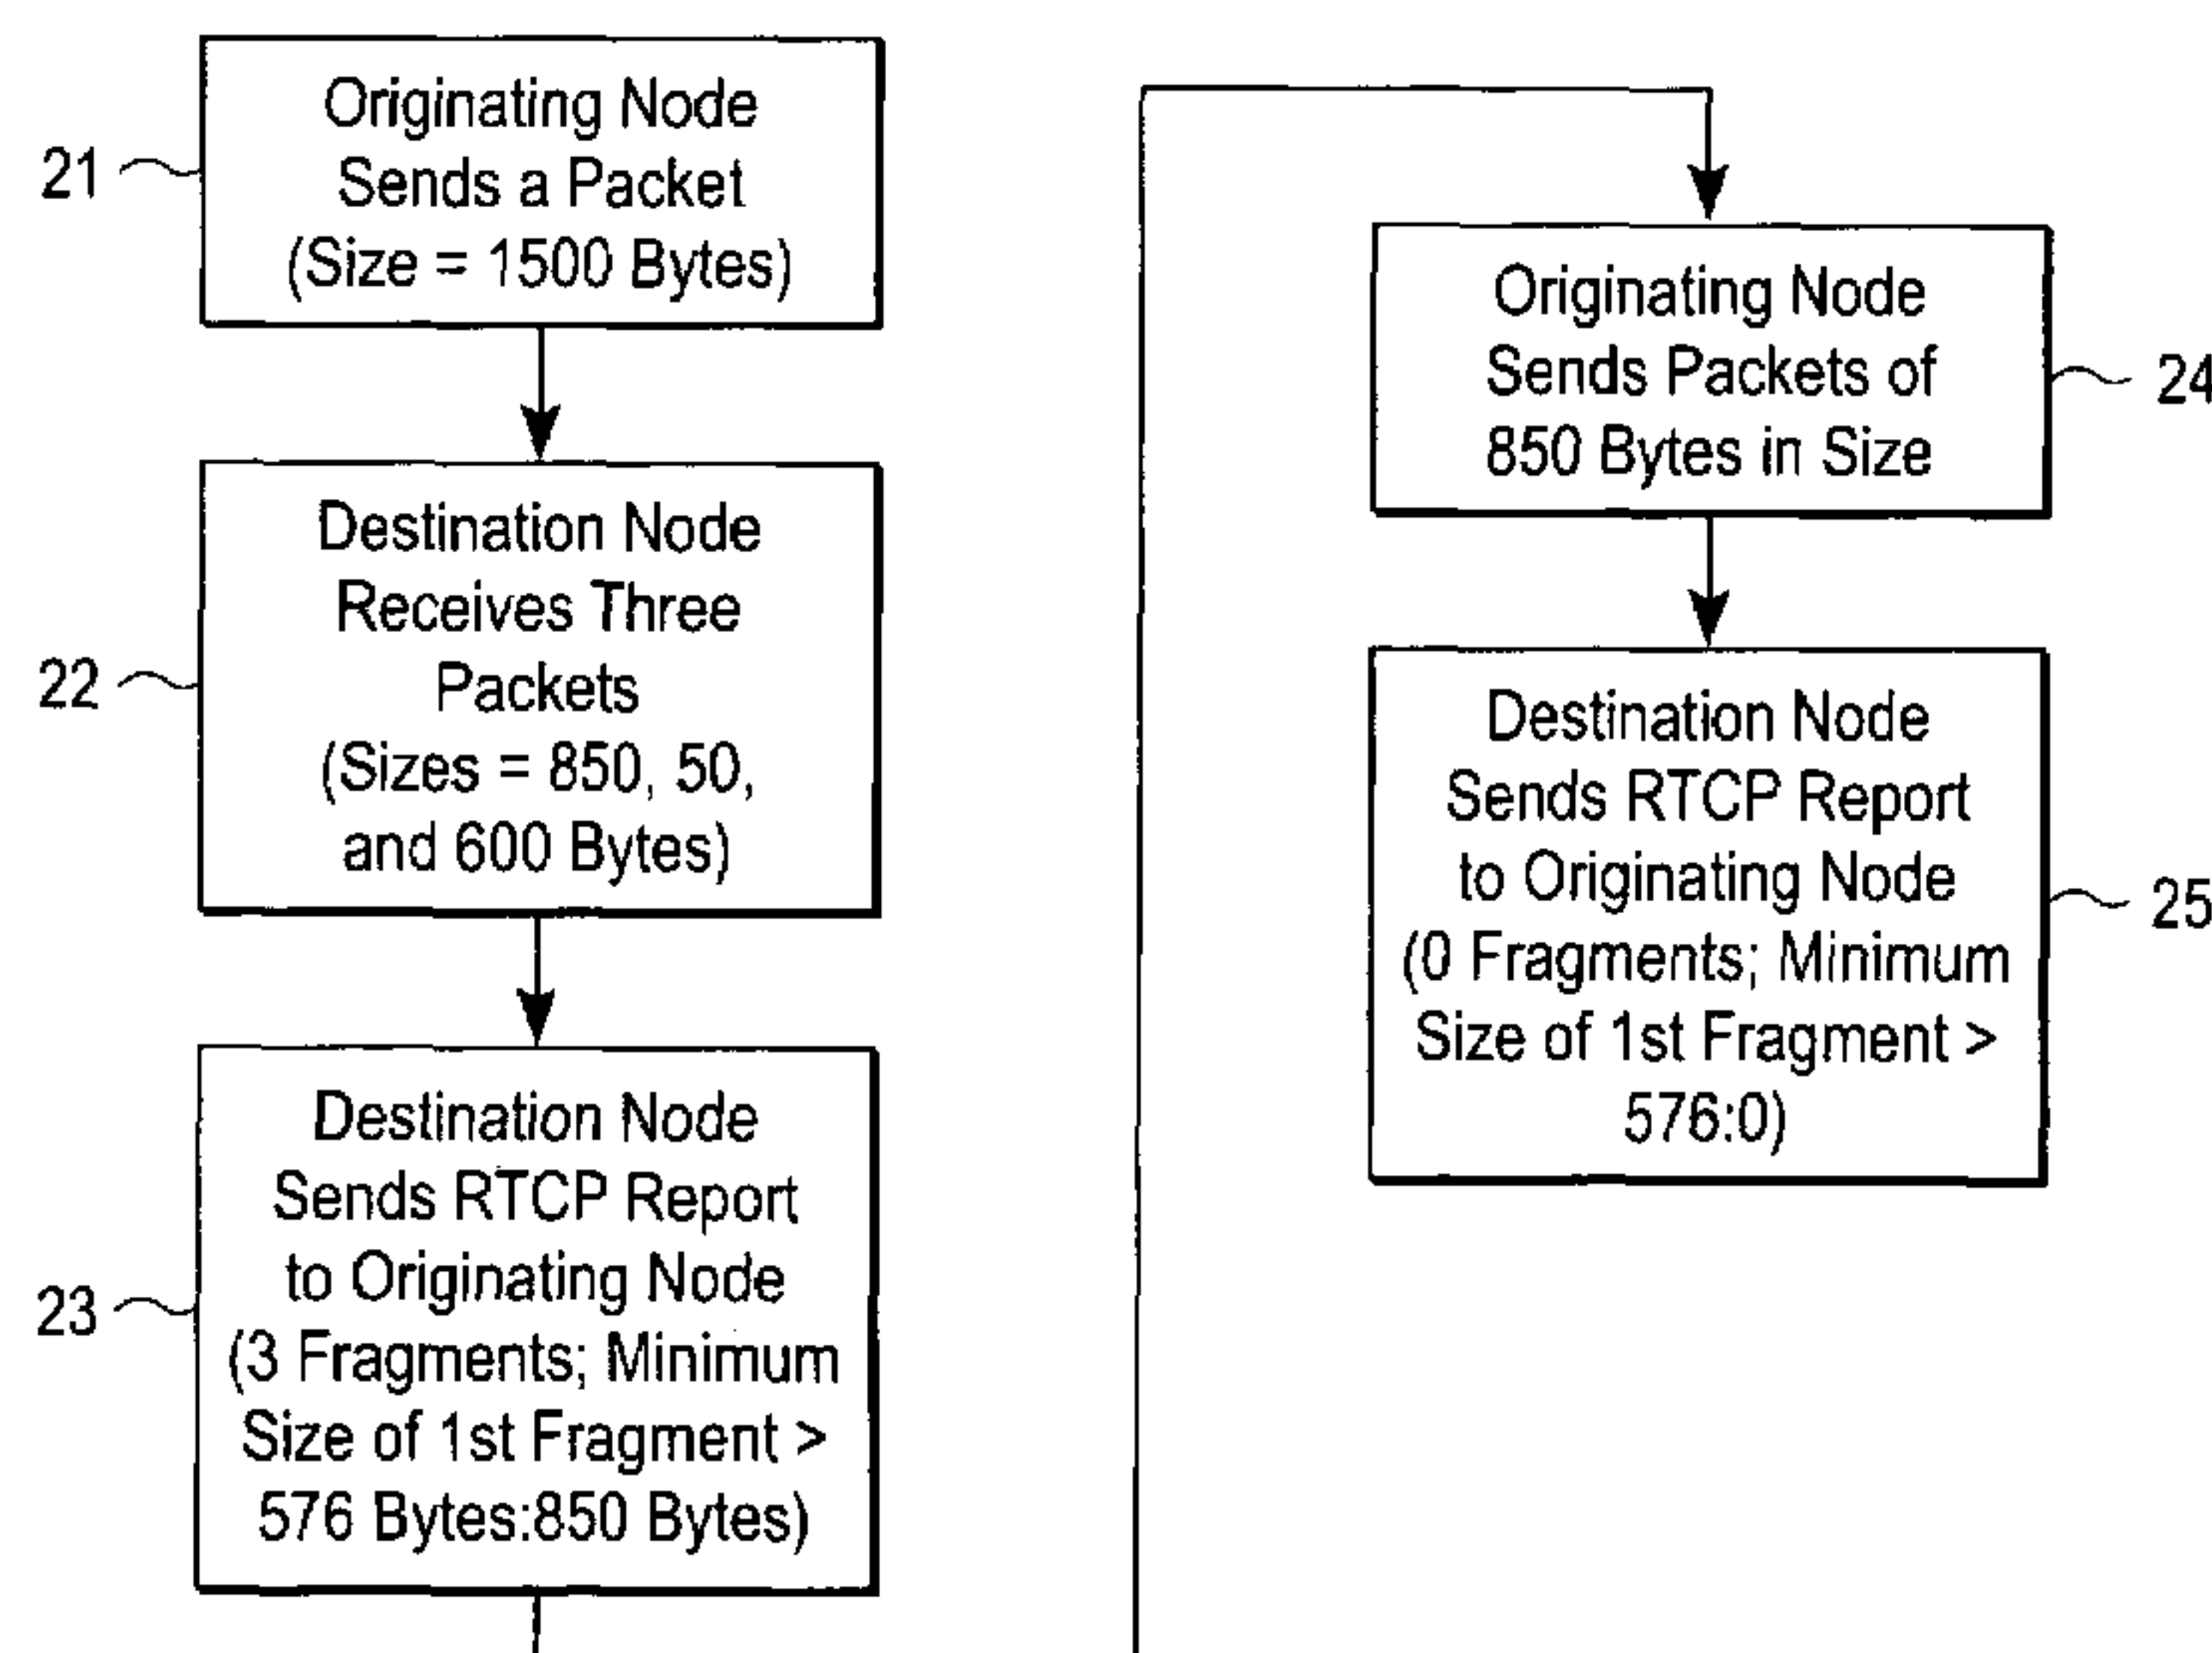 21
Originating Node
Sends a Packet
(Size = 1500 Bytes)
22
Destination Node
Receives Three
Packets
(Sizes = 850, 50,
and 600 Bytes)
23
Destination Node
Sends RTCP Report
to Originating Node
(3 Fragments; Minimum
Size of 1st Fragment >
576 Bytes:850 Bytes)
Originating Node
Sends Packets of
850 Bytes in Size
24
Destination Node
Sends RTCP Report
to Originating Node
(0 Fragments; Minimum
Size of 1st Fragment >
576:0)
25